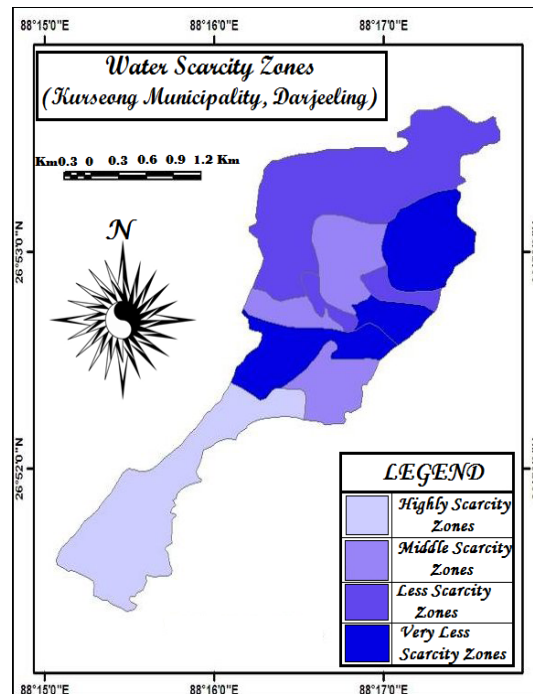 88°15'0"E 88°16'0"E 88°17'0"E
Water Scarcity Zones
(Kurseong Municipality, Darjeeling)
Km0.3 0 0.3 0.6 0.9 1.2 Km
N
26°53'0"N
26°52'0"N
LEGEND
Highly Scarcity
Zones
Middle Scarcity
Zones
Less Scarcity
Zones
Very Less
Scarcity Zones
88°15'0"E 88°16'0"E 88°17'0"E